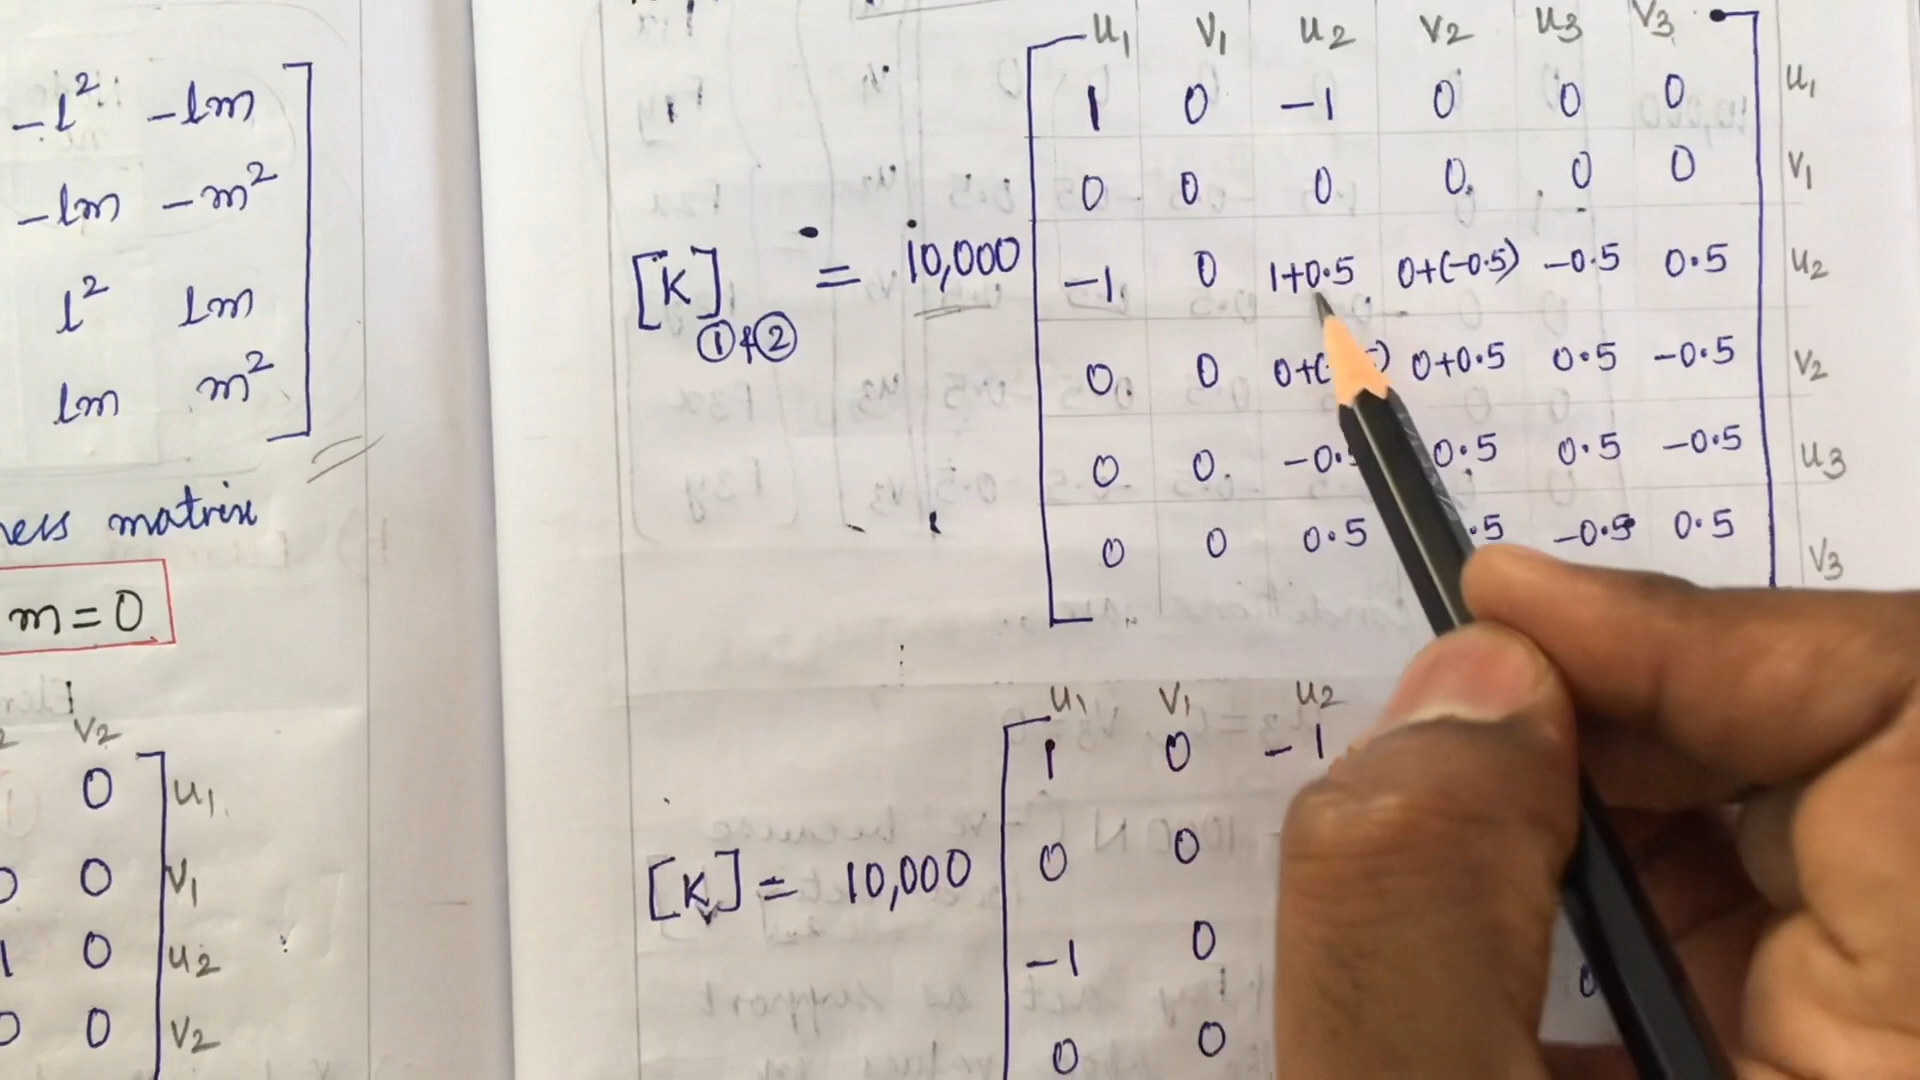 -l² -lm
-lm -m²
l² lm
lm m²
ness matrix
m=0
v₂
0 u₁
0 0 v₁
1 0 u₂
0 0 v₂
u₁ v₁ u₂ v₂ u₃ v₃
1 0 -1 0 0 0 u₁
0 0 0 0 0 0 v₁
[K]①&② = 10,000
-1 0 1+0.5 0+(-0.5) -0.5 0.5 u₂
0 0 0+( ) 0+0.5 0.5 -0.5 v₂
0 0 -0. 0.5 0.5 -0.5 u₃
0 0 0.5 .5 -0.5 0.5 v₃
u₁ v₁ u₂
1 0 -1
0 0
[K] = 10,000
-1 0
0 0